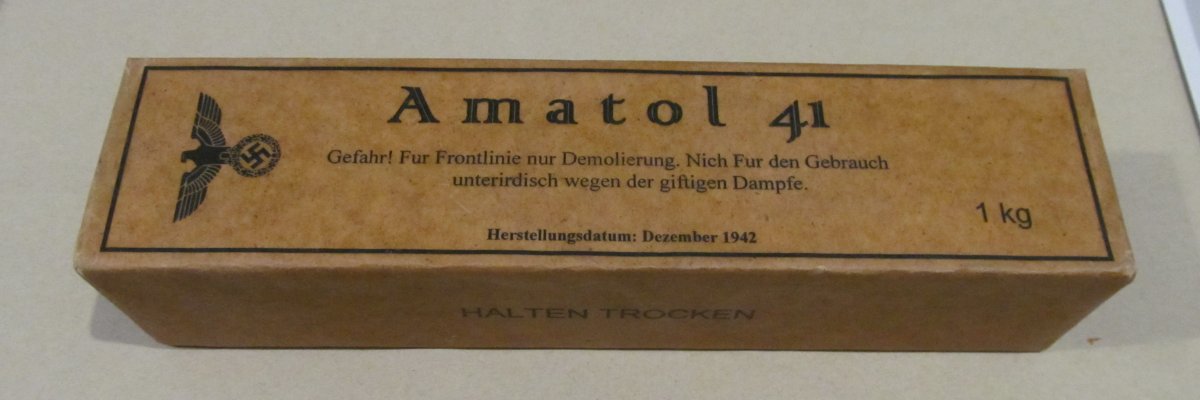 Amatol 41
Gefahr! Fur Frontlinie nur Demolierung. Nich Fur den Gebrauch
unterirdisch wegen der giftigen Dampfe.
1 kg
Herstellungsdatum: Dezember 1942
HALTEN TROCKEN